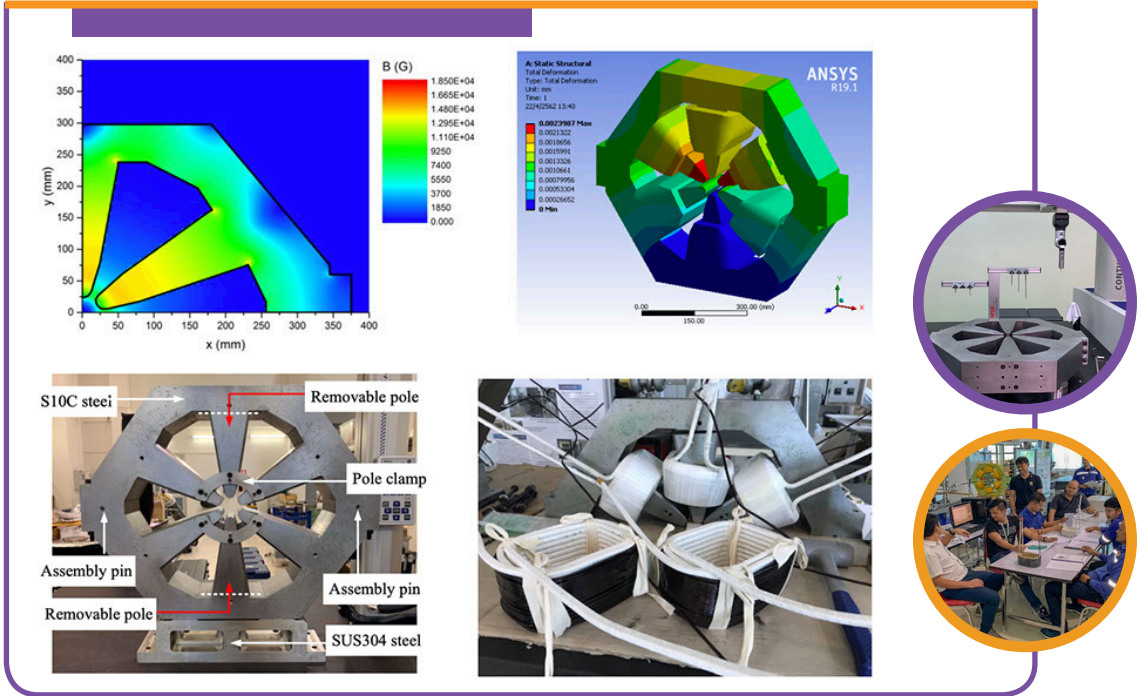 B (G)
1.850E+04
1.665E+04
1.480E+04
1.295E+04
1.110E+04
9250
7400
5550
3700
1850
0.000
400
350
300
250
200
150
100
50
0
y (mm)
0 50 100 150 200 250 300 350 400
x (mm)
A: Static Structural
Total Deformation
Type: Total Deformation
Unit: mm
Time: 1
22/4/2562 13:40
0.0023987 Max
0.0021322
0.0018656
0.0015991
0.0013326
0.0010661
0.00079956
0.00053304
0.00026652
0 Min
ANSYS
R19.1
0.00
300.00 (mm)
150.00
Y
X
S10C steel
Removable pole
Pole clamp
Assembly pin
Assembly pin
Removable pole
SUS304 steel